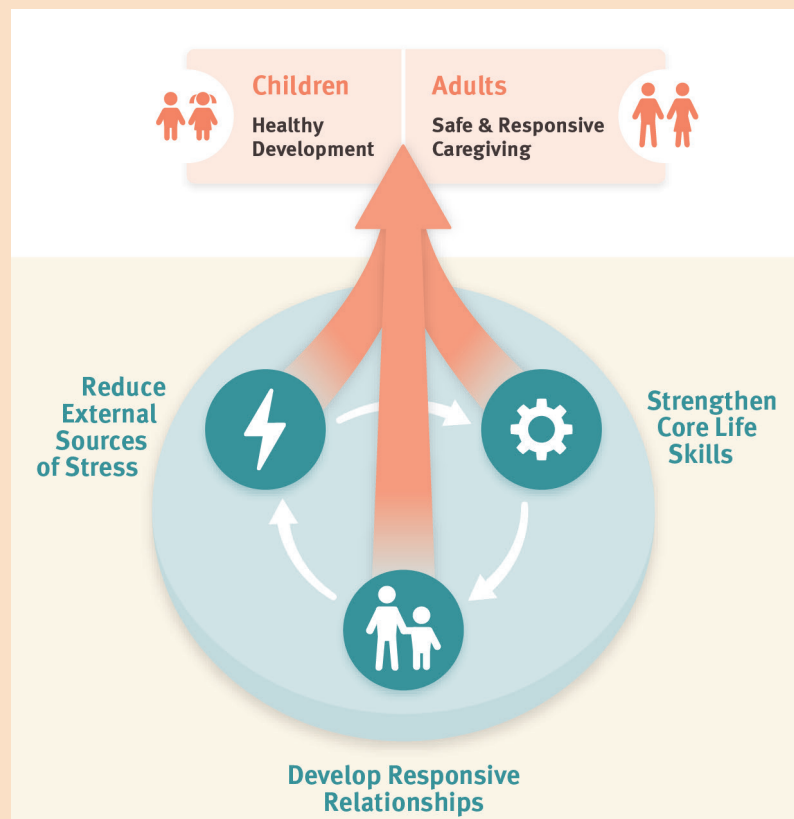 Children
Healthy
Development
Adults
Safe & Responsive
Caregiving
Reduce
External
Sources
of Stress
Strengthen
Core Life
Skills
Develop Responsive
Relationships